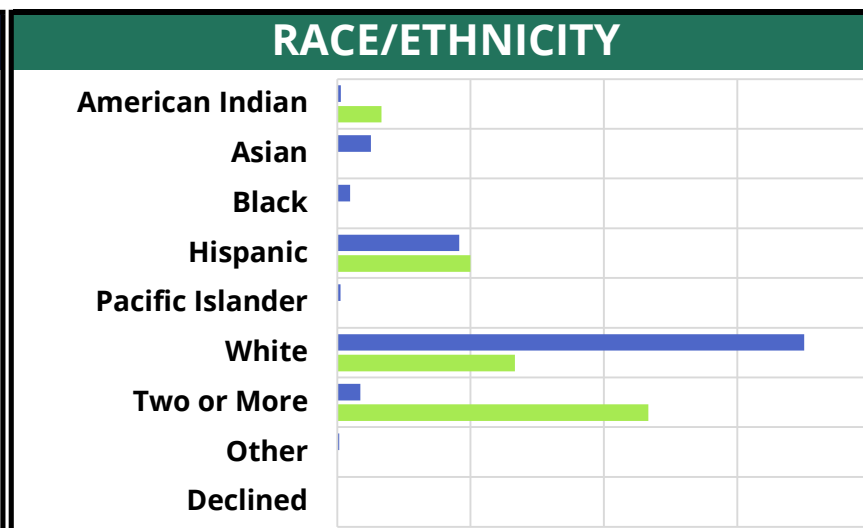 RACE/ETHNICITY
American Indian
Asian
Black
Hispanic
Pacific Islander
White
Two or More
Other
Declined